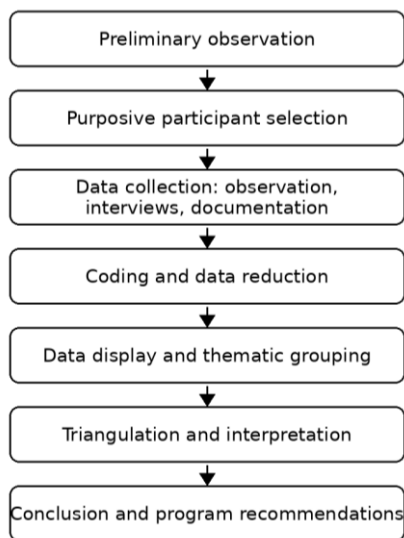 Preliminary observation
Purposive participant selection
Data collection: observation,
interviews, documentation
Coding and data reduction
Data display and thematic grouping
Triangulation and interpretation
Conclusion and program recommendations